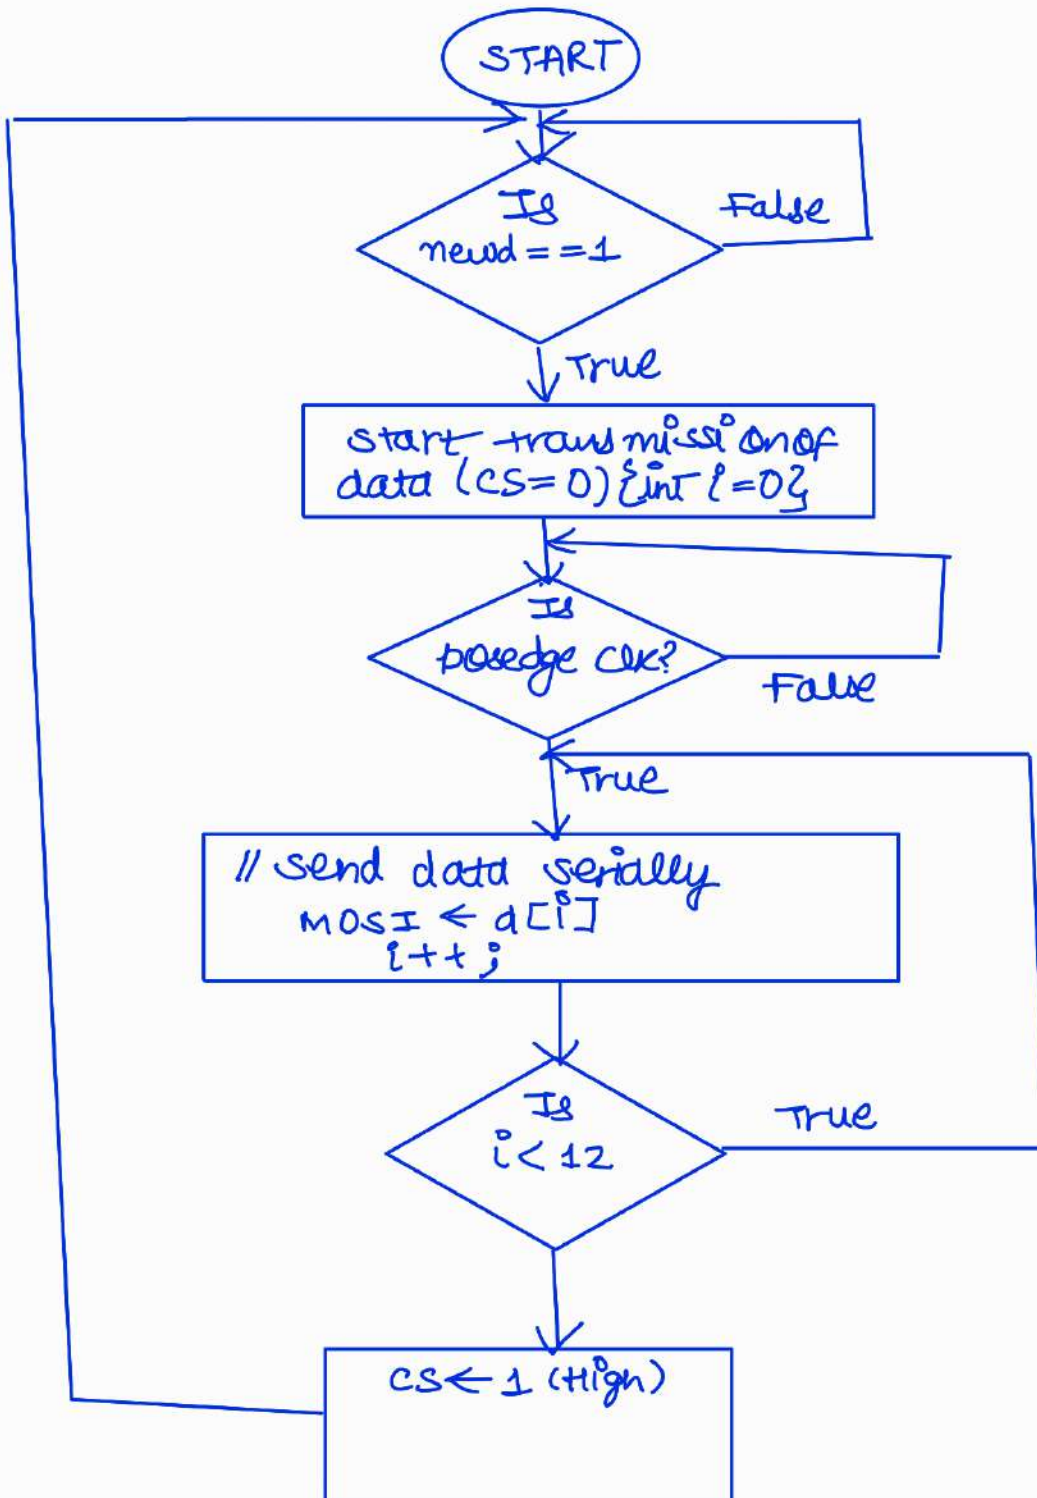 START
Is
newd==1
False
True
start transmission of
data (CS=0){int i=0}
Is
posedge clk?
False
True
// send data serially
MOSI ← d[i]
i++;
Is
i<12
True
CS ← 1 (High)